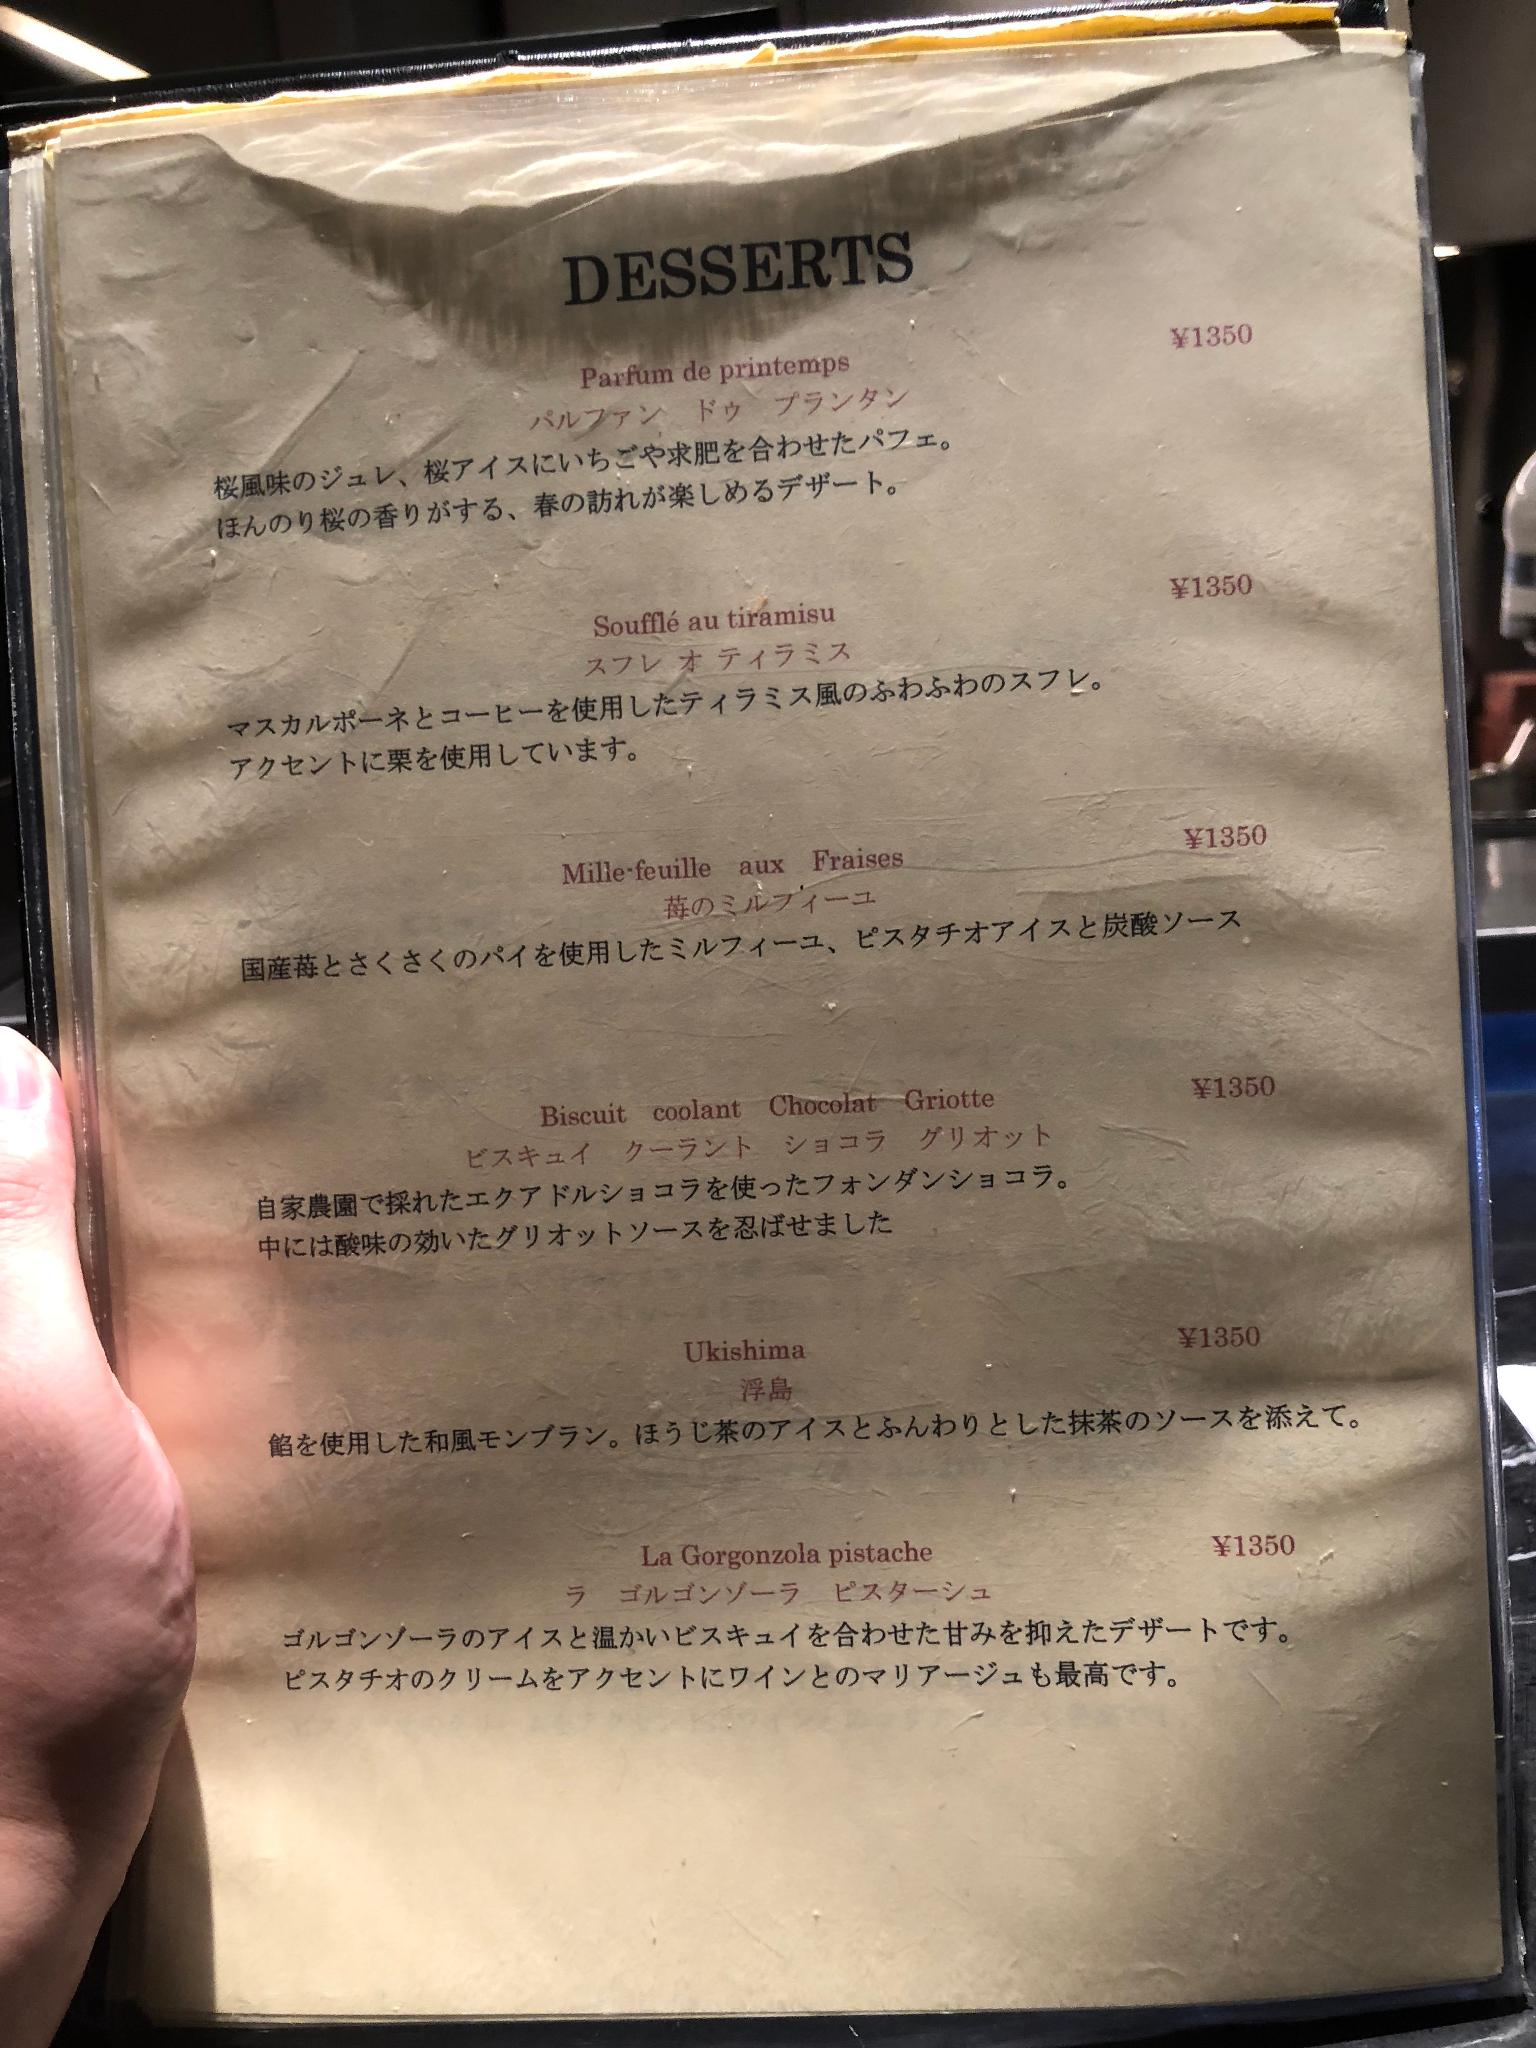 DESSERTS
¥1350
Parfum de printemps
パルファン　ドゥ　プランタン
桜風味のジュレ、桜アイスにいちごや求肥を合わせたパフェ。
ほんのり桜の香りがする、春の訪れが楽しめるデザート。
¥1350
Soufflé au tiramisu
スフレ オ ティラミス
マスカルポーネとコーヒーを使用したティラミス風のふわふわのスフレ。
アクセントに栗を使用しています。
¥1350
Mille-feuille　aux　Fraises
苺のミルフィーユ
国産苺とさくさくのパイを使用したミルフィーユ、ピスタチオアイスと炭酸ソース
¥1350
Biscuit　coolant　Chocolat　Griotte
ビスキュイ　クーラント　ショコラ　グリオット
自家農園で採れたエクアドルショコラを使ったフォンダンショコラ。
中には酸味の効いたグリオットソースを忍ばせました
¥1350
Ukishima
浮島
餡を使用した和風モンブラン。ほうじ茶のアイスとふんわりとした抹茶のソースを添えて。
¥1350
La Gorgonzola pistache
ラ　ゴルゴンゾーラ　ピスターシュ
ゴルゴンゾーラのアイスと温かいビスキュイを合わせた甘みを抑えたデザートです。
ピスタチオのクリームをアクセントにワインとのマリアージュも最高です。